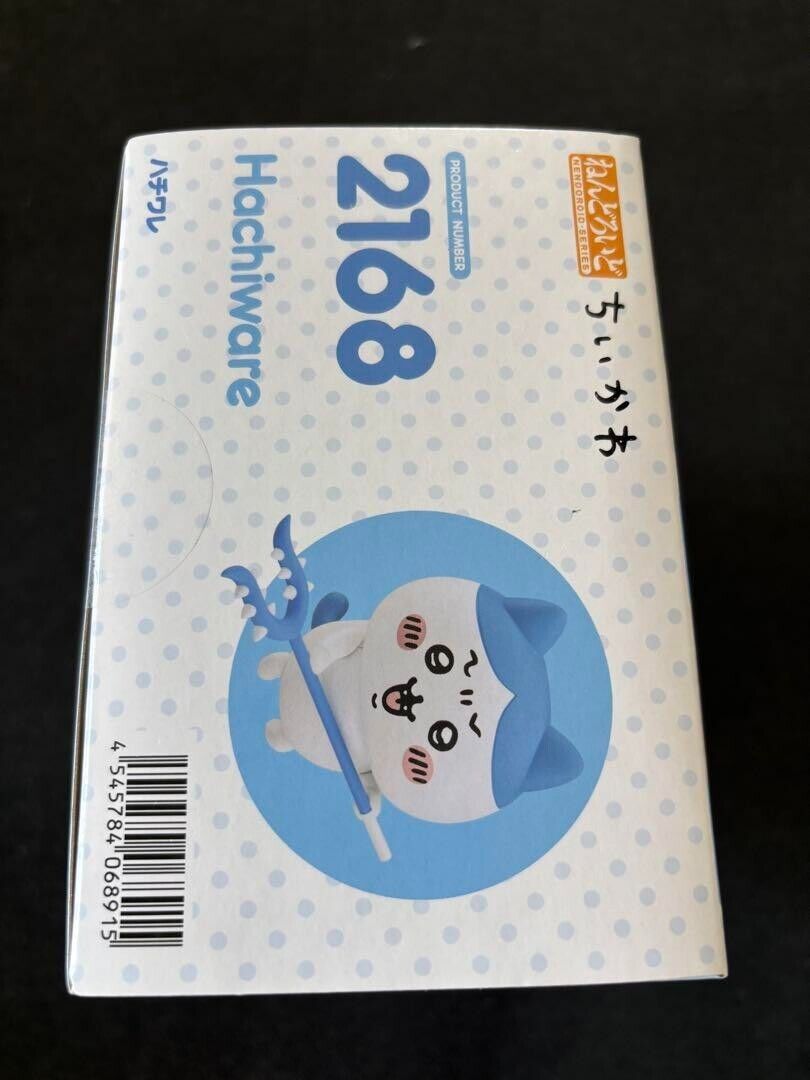 ねんどろいど
NENDOROID SERIES
ちいかわ
PRODUCT NUMBER
2168
Hachiware
ハチワレ
4 545784 068915